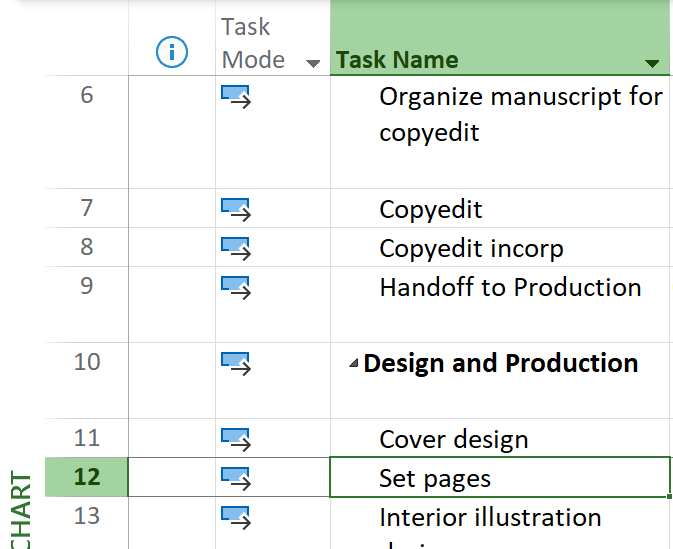 Task
Mode
Task Name
6
Organize manuscript for
copyedit
7
Copyedit
8
Copyedit incorp
9
Handoff to Production
10
Design and Production
11
Cover design
12
Set pages
13
Interior illustration
CHART